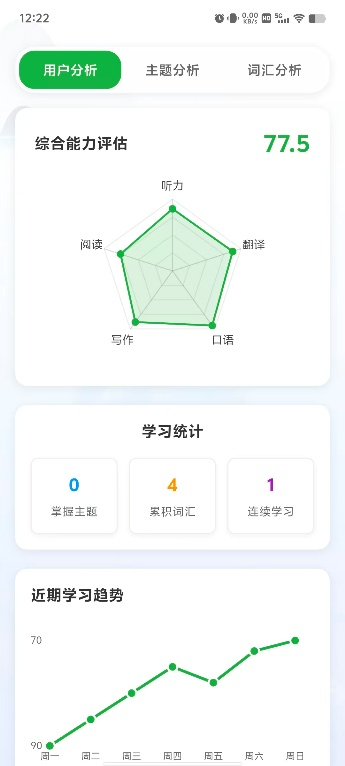 12:22
0.00
KB/s
HD
5G
用户分析
主题分析
词汇分析
综合能力评估
77.5
听力
阅读
翻译
写作
口语
学习统计
0
4
1
掌握主题
累积词汇
连续学习
近期学习趋势
70
90
周一 周二 周三 周四 周五 周六 周日